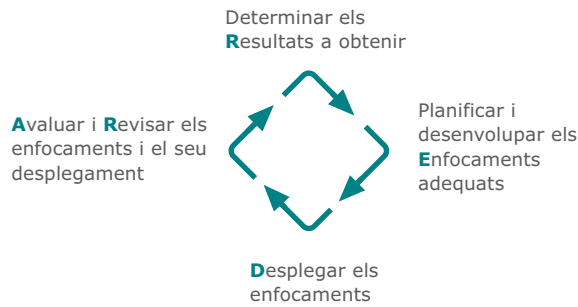 Determinar els
Resultats a obtenir
Avaluar i Revisar els
enfocaments i el seu
desplegament
Planificar i
desenvolupar els
Enfocaments
adequats
Desplegar els
enfocaments